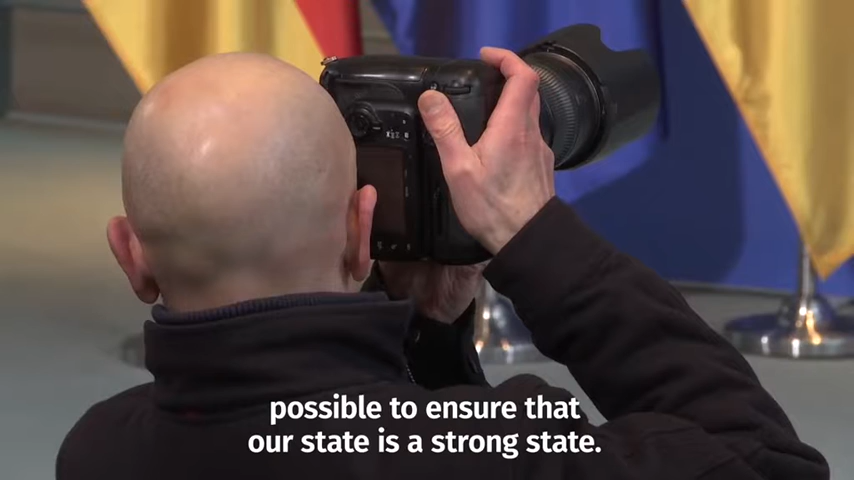 possible to ensure that
our state is a strong state.